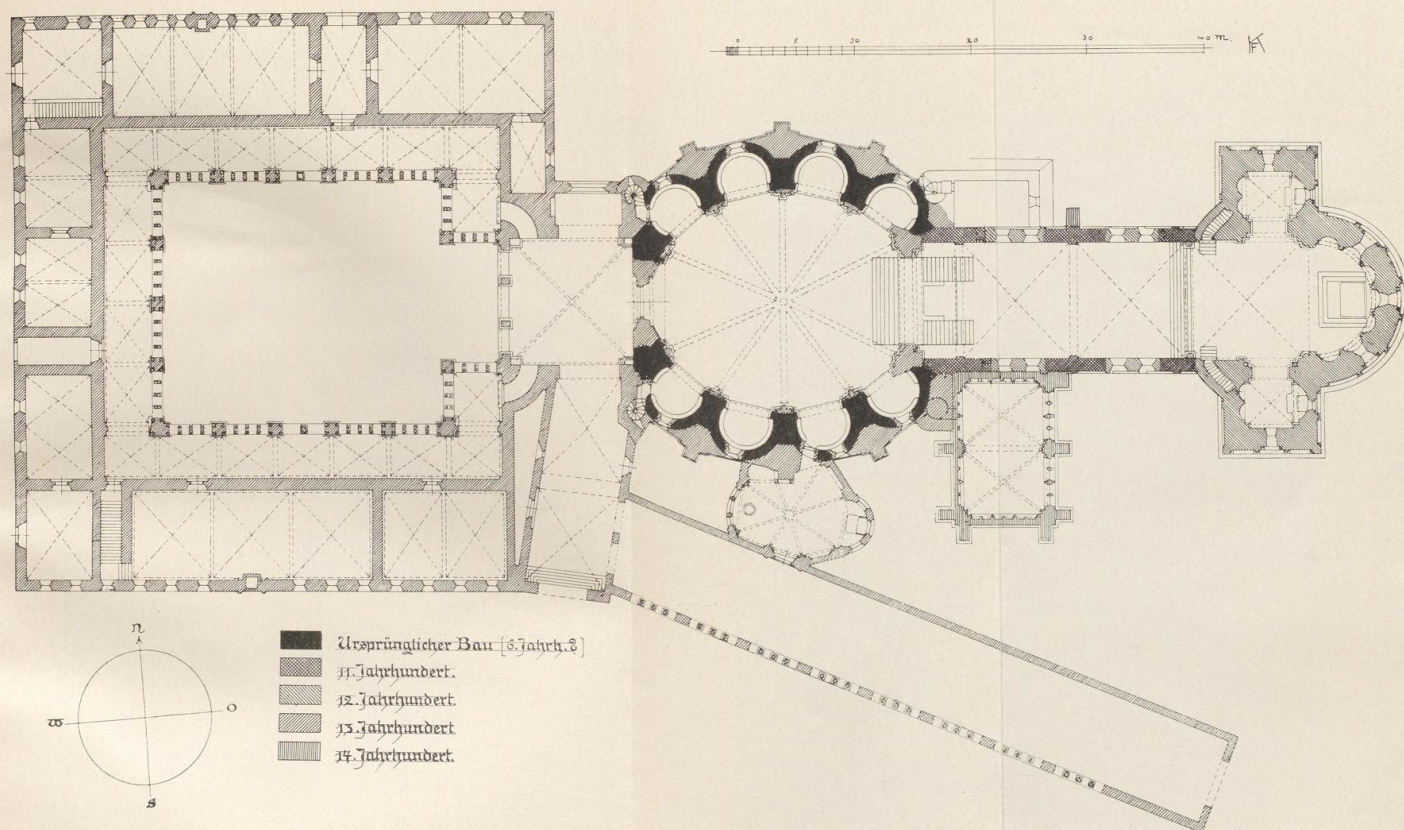 0 5 10 20 30 40 m.
n
w o
s
Ursprünglicher Bau [6. Jahrh.?]
11. Jahrhundert.
12. Jahrhundert.
13. Jahrhundert.
14. Jahrhundert.